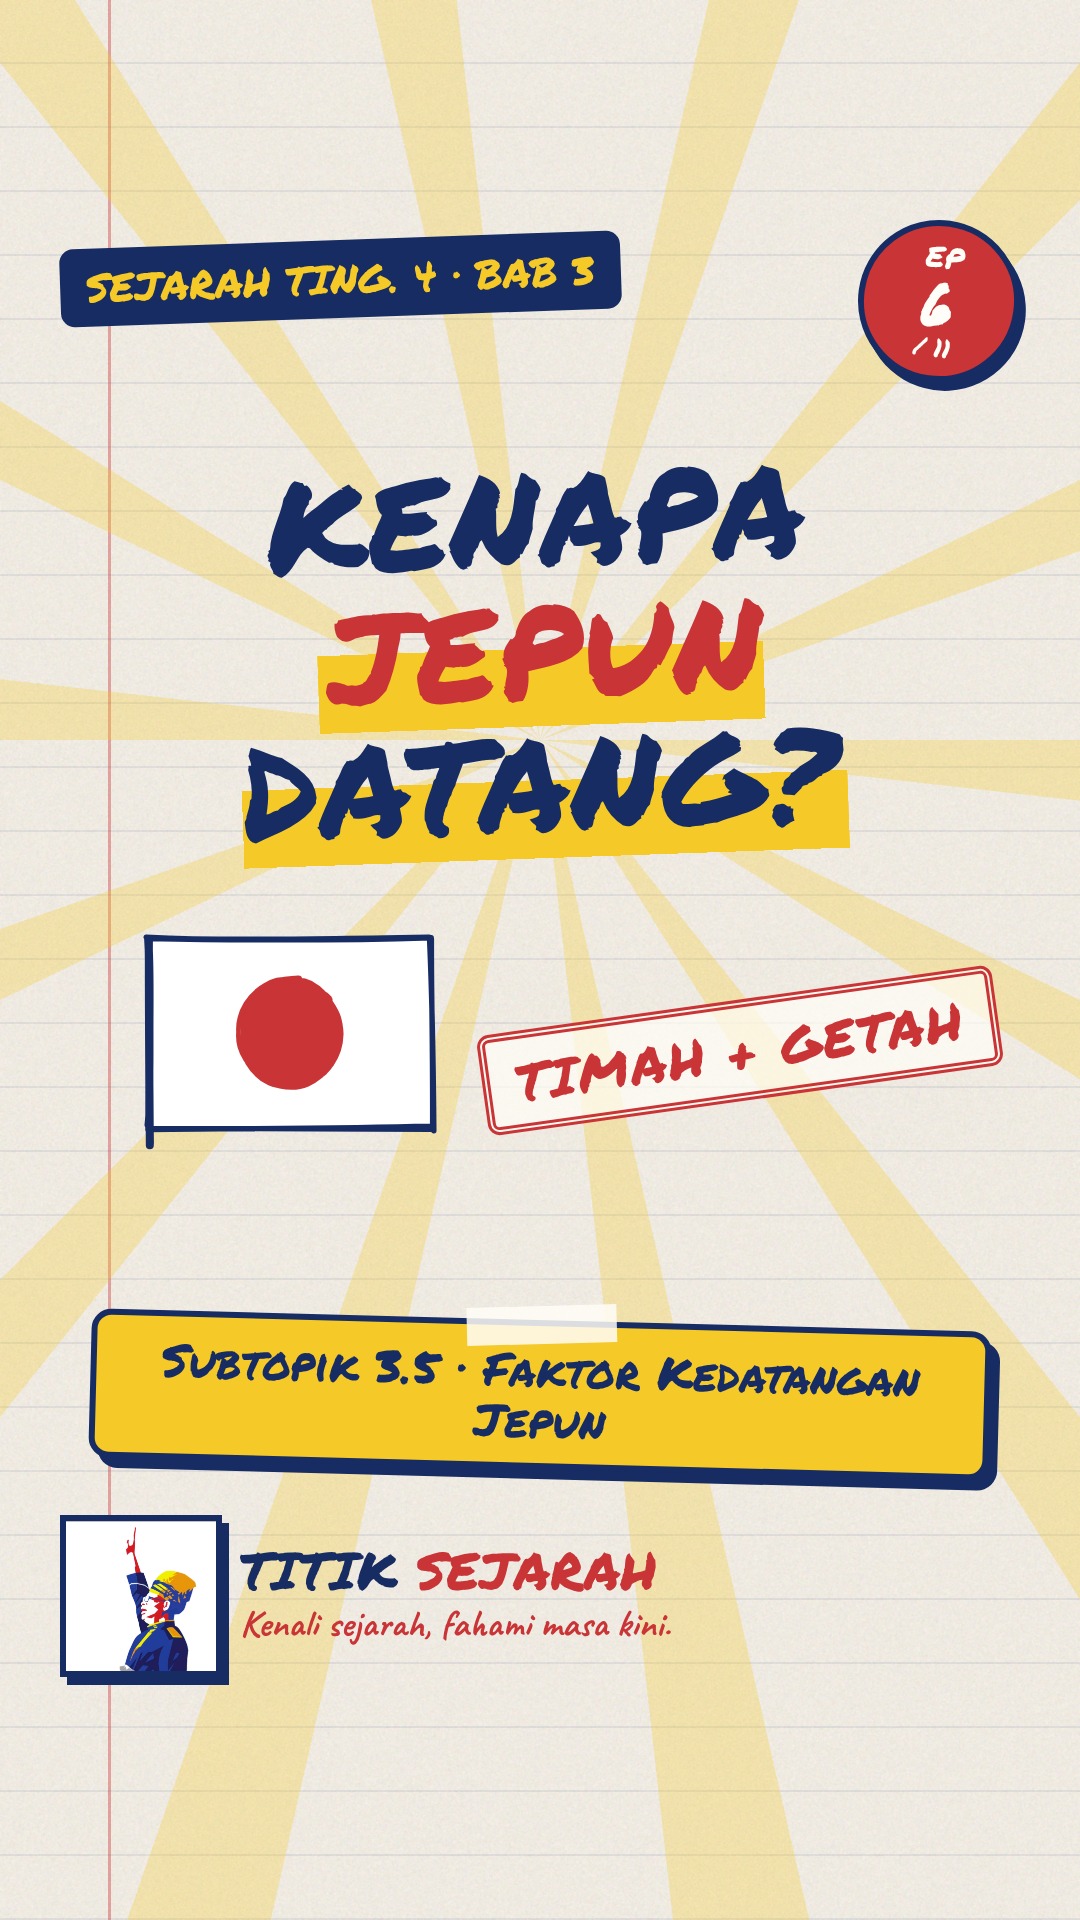 SEJARAH TING. 4 · BAB 3
EP
6
/ 11
KENAPA
JEPUN
DATANG?
TIMAH + GETAH
SUBTOPIK 3.5 · FAKTOR KEDATANGAN
JEPUN
TITIK SEJARAH
Kenali sejarah, fahami masa kini.